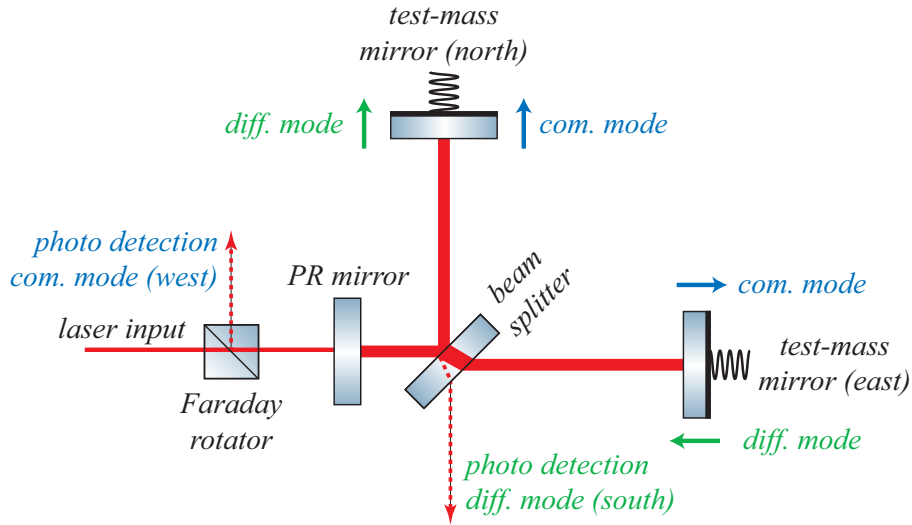 test-mass
mirror (north)
diff. mode
com. mode
photo detection
com. mode (west)
PR mirror
beam
splitter
com. mode
laser input
test-mass
mirror (east)
Faraday
rotator
diff. mode
photo detection
diff. mode (south)